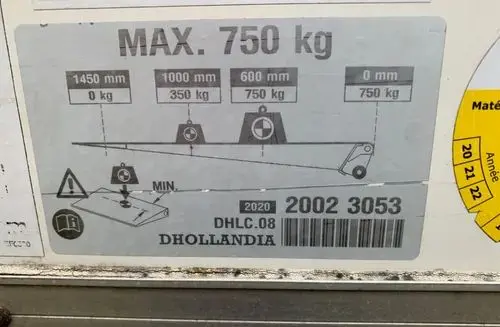 MAX. 750 kg
1450 mm 1000 mm 600 mm 0 mm
0 kg 350 kg 750 kg 750 kg
MIN.
2020 2002 3053
DHLC.08
DHOLLANDIA
Maté
Année
20 21 22